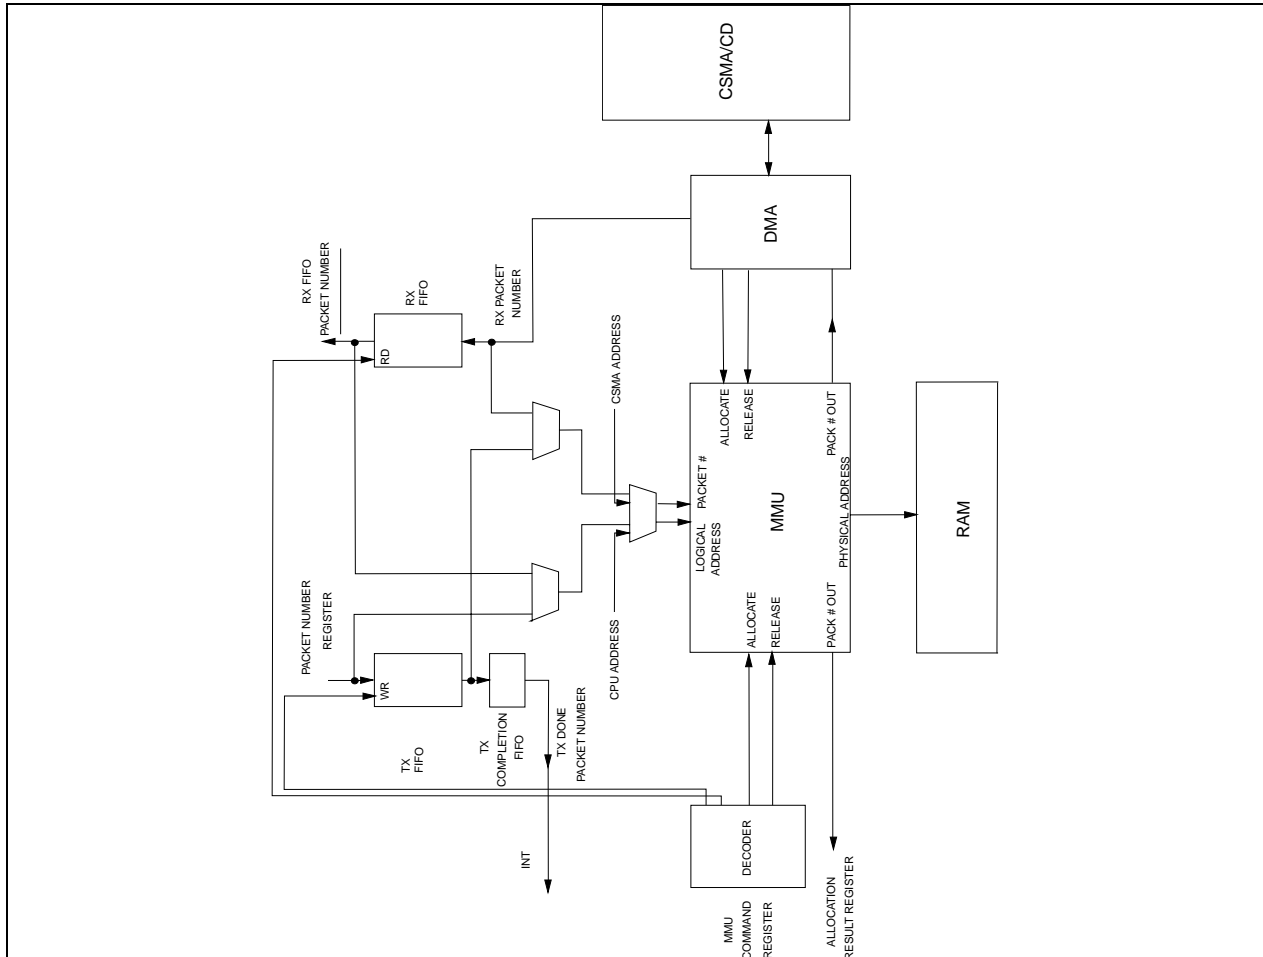 CSMA/CD
DMA
RX FIFO
PACKET NUMBER
RX
FIFO
RD
RX PACKET
NUMBER
CSMA ADDRESS
ALLOCATE
RELEASE
PACK # OUT
PACKET #
LOGICAL
ADDRESS
MMU
PHYSICAL ADDRESS
RAM
PACKET NUMBER
REGISTER
WR
TX
FIFO
TX
COMPLETION
FIFO
TX DONE
PACKET NUMBER
CPU ADDRESS
ALLOCATE
RELEASE
PACK # OUT
INT
DECODER
MMU
COMMAND
REGISTER
ALLOCATION
RESULT REGISTER